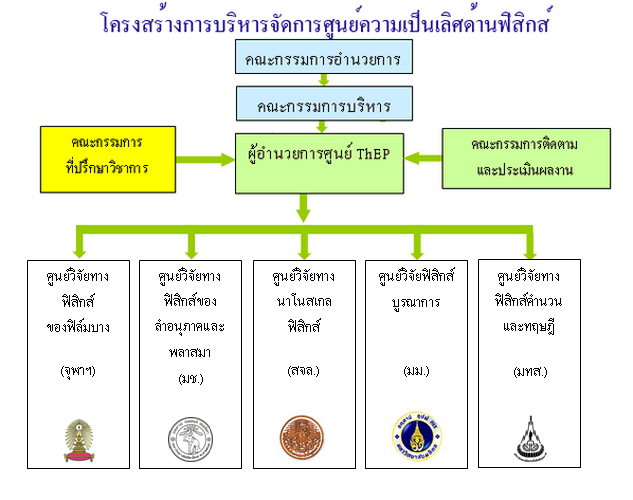 โครงสร้างการบริหารจัดการศูนย์ความเป็นเลิศด้านฟิสิกส์
คณะกรรมการอำนวยการ
คณะกรรมการบริหาร
คณะกรรมการ
ที่ปรึกษาวิชาการ
ผู้อำนวยการศูนย์ ThEP
คณะกรรมการติดตาม
และประเมินผลงาน
ศูนย์วิจัยทาง
ฟิสิกส์
ของฟิล์มบาง
(จุฬาฯ)
ศูนย์วิจัยทาง
ฟิสิกส์ของ
ลำอนุภาคและ
พลาสมา
(มช.)
ศูนย์วิจัยทาง
นาโนสเกล
ฟิสิกส์
(สจล.)
ศูนย์วิจัยฟิสิกส์
บูรณาการ
(มม.)
ศูนย์วิจัยทาง
ฟิสิกส์คำนวน
และทฤษฎี
(มทส.)